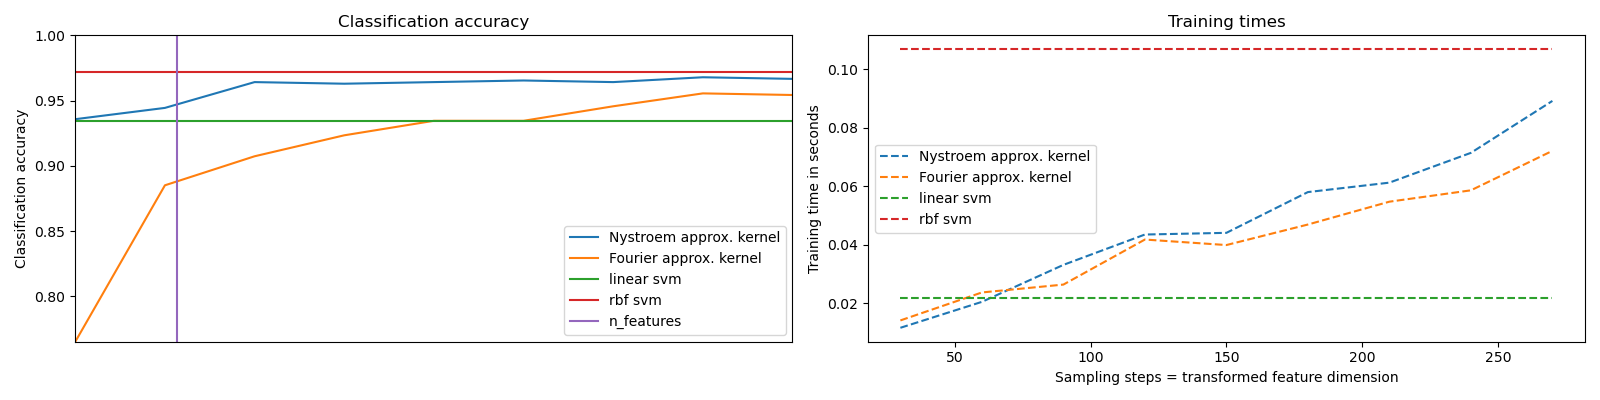 Classification accuracy
Classification accuracy
1.00
0.95
0.90
0.85
0.80
Nystroem approx. kernel
Fourier approx. kernel
linear svm
rbf svm
n_features
Training times
Training time in seconds
0.10
0.08
0.06
0.04
0.02
Nystroem approx. kernel
Fourier approx. kernel
linear svm
rbf svm
50 100 150 200 250
Sampling steps = transformed feature dimension